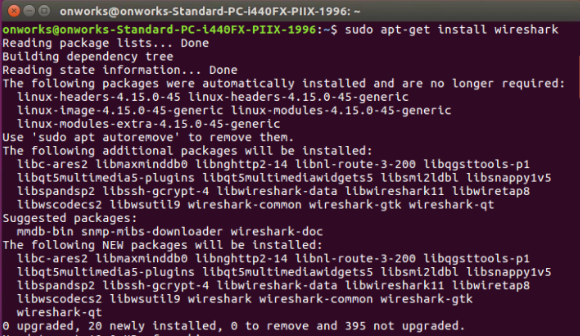 onworks@onworks-Standard-PC-i440FX-PIIX-1996: ~
onworks@onworks-Standard-PC-i440FX-PIIX-1996:~$ sudo apt-get install wireshark
Reading package lists... Done
Building dependency tree
Reading state information... Done
The following packages were automatically installed and are no longer required:
  linux-headers-4.15.0-45 linux-headers-4.15.0-45-generic
  linux-image-4.15.0-45-generic linux-modules-4.15.0-45-generic
  linux-modules-extra-4.15.0-45-generic
Use 'sudo apt autoremove' to remove them.
The following additional packages will be installed:
  libc-ares2 libmaxminddb0 libnghttp2-14 libnl-route-3-200 libqgsttools-p1
  libqt5multimedia5-plugins libqt5multimediawidgets5 libsmi2ldbl libsnappy1v5
  libspandsp2 libssh-gcrypt-4 libwireshark-data libwireshark11 libwiretap8
  libwscodecs2 libwsutil9 wireshark-common wireshark-gtk wireshark-qt
Suggested packages:
  mmdb-bin snmp-mibs-downloader wireshark-doc
The following NEW packages will be installed:
  libc-ares2 libmaxminddb0 libnghttp2-14 libnl-route-3-200 libqgsttools-p1
  libqt5multimedia5-plugins libqt5multimediawidgets5 libsmi2ldbl libsnappy1v5
  libspandsp2 libssh-gcrypt-4 libwireshark-data libwireshark11 libwiretap8
  libwscodecs2 libwsutil9 wireshark wireshark-common wireshark-gtk
  wireshark-qt
0 upgraded, 20 newly installed, 0 to remove and 395 not upgraded.